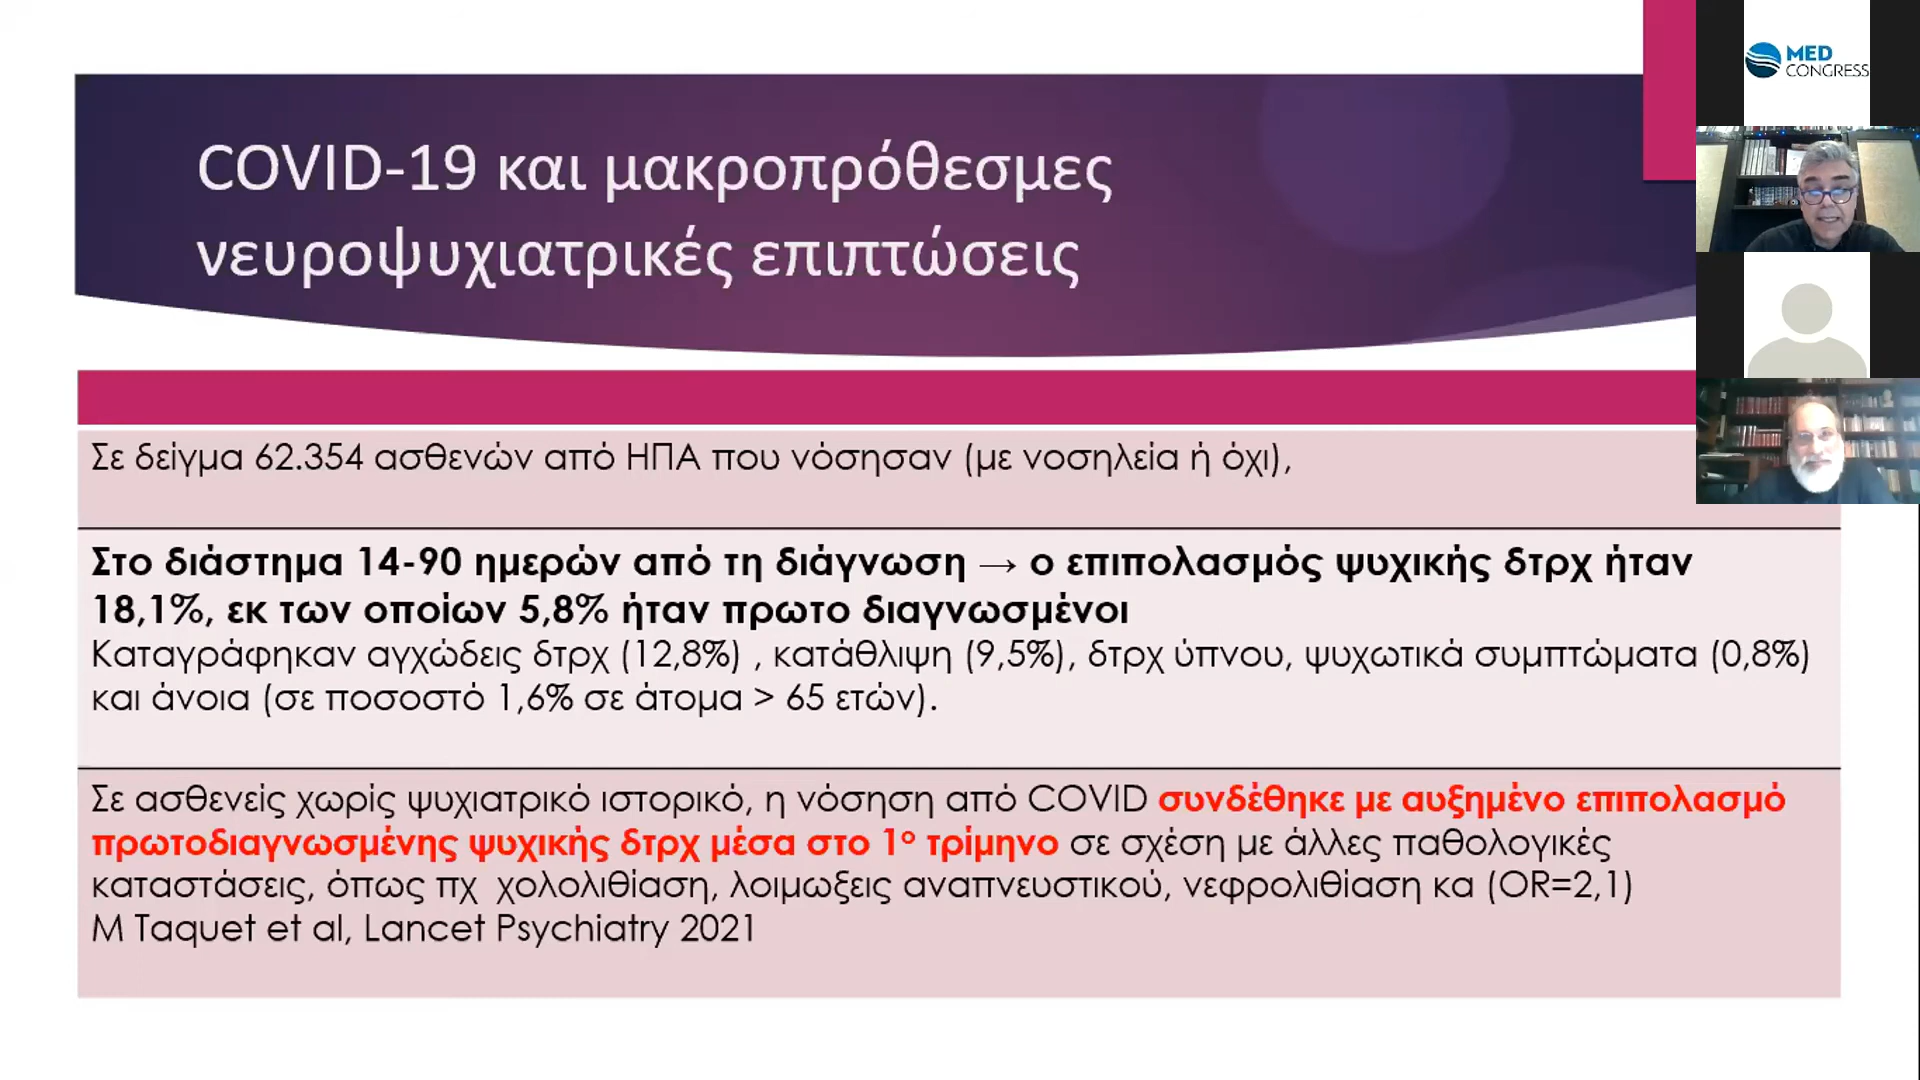 MED
CONGRESS
COVID-19 και μακροπρόθεσμες
νευροψυχιατρικές επιπτώσεις
Σε δείγμα 62.354 ασθενών από ΗΠΑ που νόσησαν (με νοσηλεία ή όχι),
Στο διάστημα 14-90 ημερών από τη διάγνωση → ο επιπολασμός ψυχικής δτρχ ήταν
18,1%, εκ των οποίων 5,8% ήταν πρωτο διαγνωσμένοι
Καταγράφηκαν αγχώδεις δτρχ (12,8%) , κατάθλιψη (9,5%), δτρχ ύπνου, ψυχωτικά συμπτώματα (0,8%)
και άνοια (σε ποσοστό 1,6% σε άτομα > 65 ετών).
Σε ασθενείς χωρίς ψυχιατρικό ιστορικό, η νόσηση από COVID συνδέθηκε με αυξημένο επιπολασμό
πρωτοδιαγνωσμένης ψυχικής δτρχ μέσα στο 1ο τρίμηνο σε σχέση με άλλες παθολογικές
καταστάσεις, όπως πχ χολολιθίαση, λοιμωξεις αναπνευστικού, νεφρολιθίαση κα (OR=2,1)
M Taquet et al, Lancet Psychiatry 2021